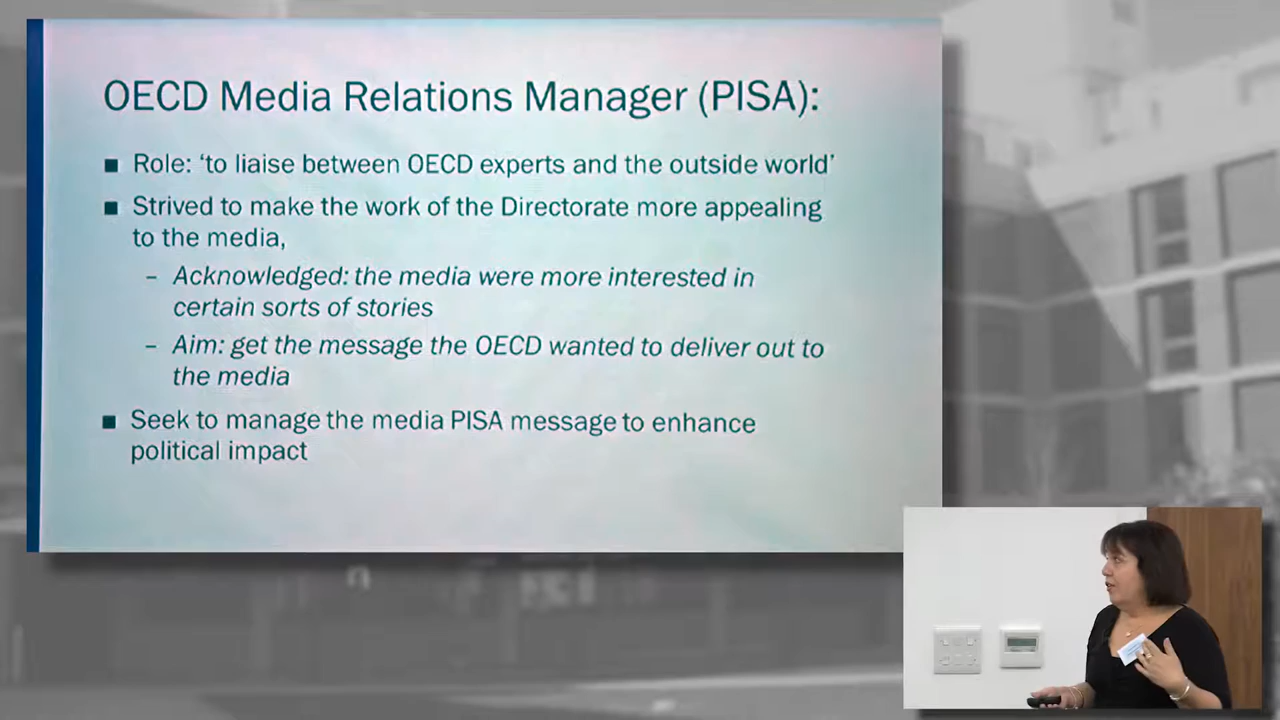 OECD Media Relations Manager (PISA):
■ Role: ‘to liaise between OECD experts and the outside world’
■ Strived to make the work of the Directorate more appealing
to the media,
– Acknowledged: the media were more interested in
certain sorts of stories
– Aim: get the message the OECD wanted to deliver out to
the media
■ Seek to manage the media PISA message to enhance
political impact